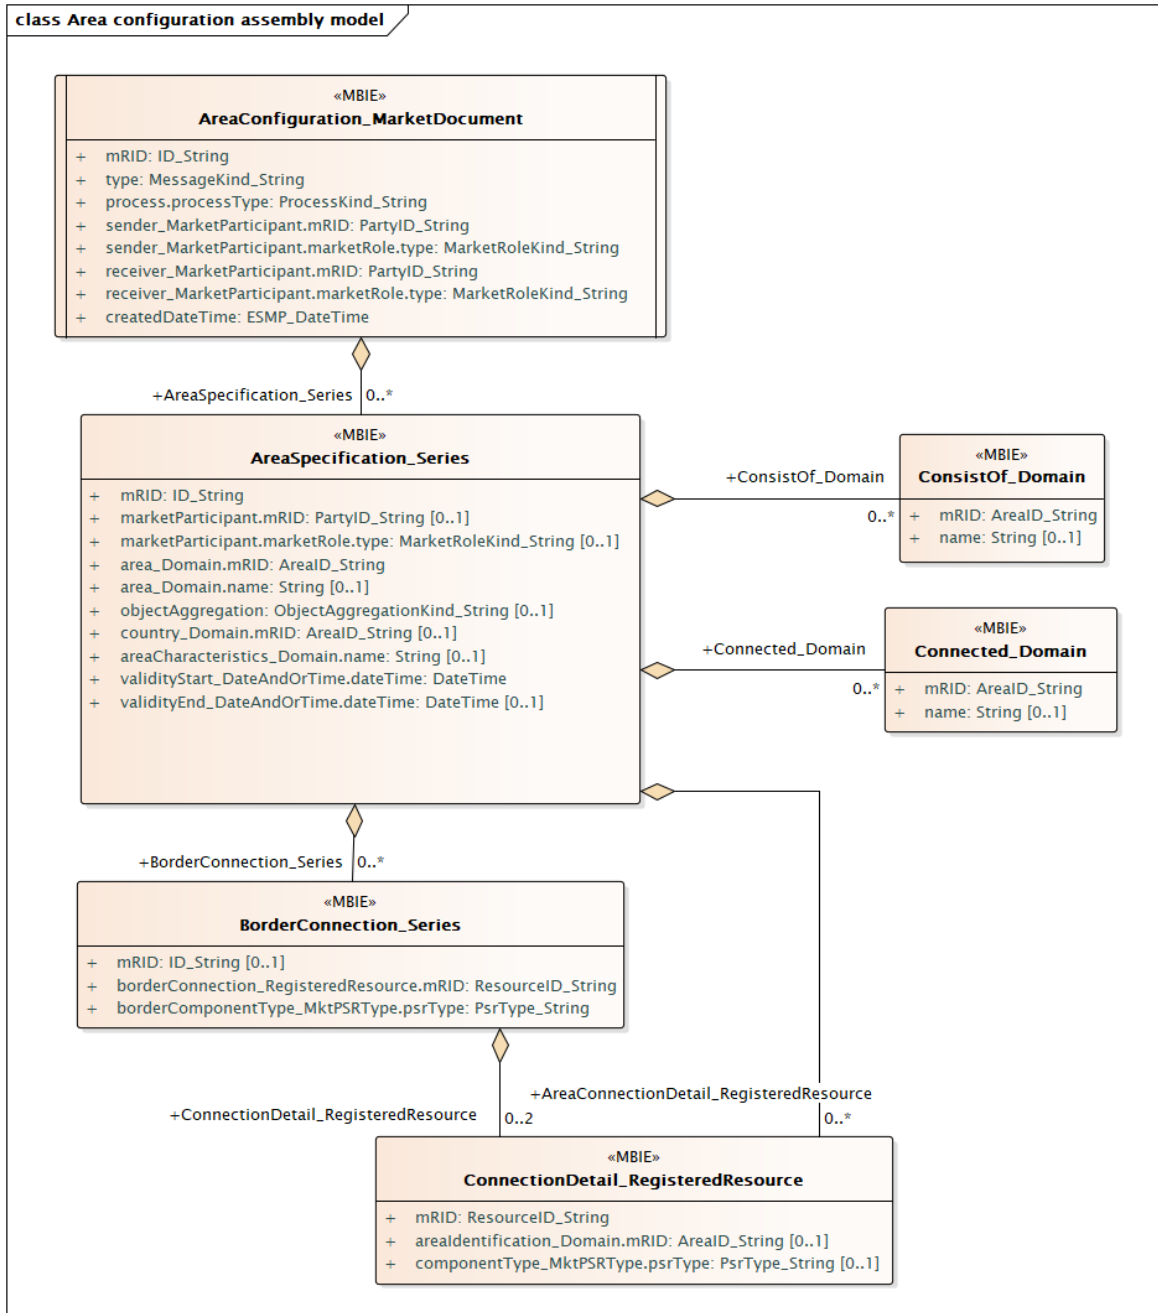 class Area configuration assembly model
«MBIE»
AreaConfiguration_MarketDocument
+ mRID: ID_String
+ type: MessageKind_String
+ process.processType: ProcessKind_String
+ sender_MarketParticipant.mRID: PartyID_String
+ sender_MarketParticipant.marketRole.type: MarketRoleKind_String
+ receiver_MarketParticipant.mRID: PartyID_String
+ receiver_MarketParticipant.marketRole.type: MarketRoleKind_String
+ createdDateTime: ESMP_DateTime
+AreaSpecification_Series 0..*
«MBIE»
AreaSpecification_Series
+ mRID: ID_String
+ marketParticipant.mRID: PartyID_String [0..1]
+ marketParticipant.marketRole.type: MarketRoleKind_String [0..1]
+ area_Domain.mRID: AreaID_String
+ area_Domain.name: String [0..1]
+ objectAggregation: ObjectAggregationKind_String [0..1]
+ country_Domain.mRID: AreaID_String [0..1]
+ areaCharacteristics_Domain.name: String [0..1]
+ validityStart_DateAndOrTime.dateTime: DateTime
+ validityEnd_DateAndOrTime.dateTime: DateTime [0..1]
+ConsistOf_Domain
0..*
«MBIE»
ConsistOf_Domain
+ mRID: AreaID_String
+ name: String [0..1]
+Connected_Domain
0..*
«MBIE»
Connected_Domain
+ mRID: AreaID_String
+ name: String [0..1]
+BorderConnection_Series 0..*
«MBIE»
BorderConnection_Series
+ mRID: ID_String [0..1]
+ borderConnection_RegisteredResource.mRID: ResourceID_String
+ borderComponentType_MktPSRType.psrType: PsrType_String
+AreaConnectionDetail_RegisteredResource
+ConnectionDetail_RegisteredResource
0..2
0..*
«MBIE»
ConnectionDetail_RegisteredResource
+ mRID: ResourceID_String
+ areaIdentification_Domain.mRID: AreaID_String [0..1]
+ componentType_MktPSRType.psrType: PsrType_String [0..1]